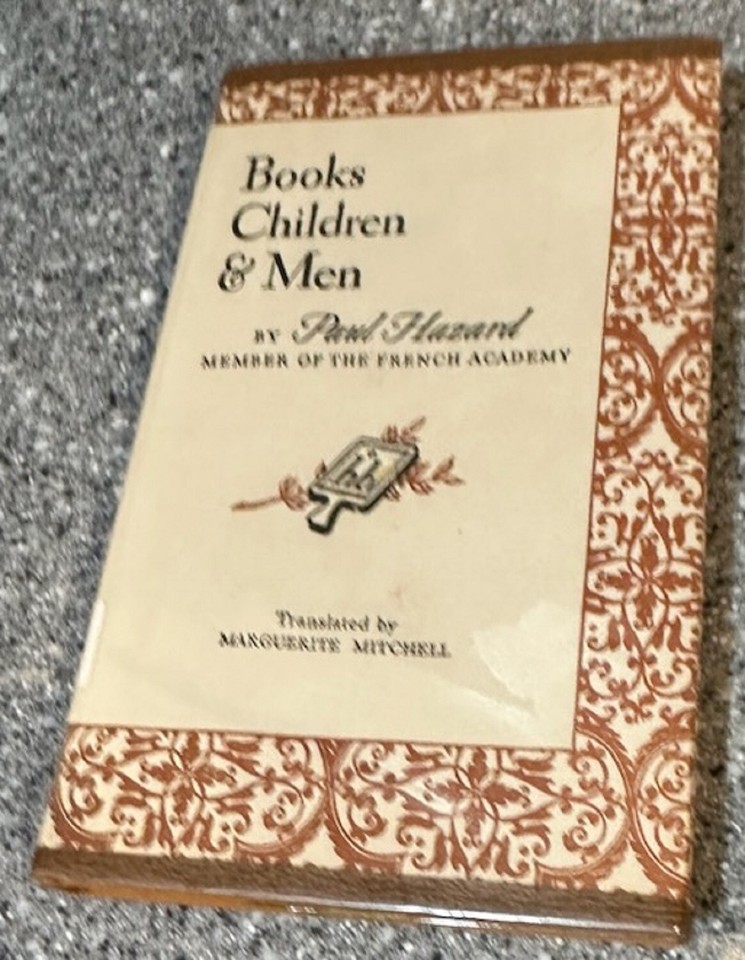 Books
Children
& Men
BY Paul Hazard
MEMBER OF THE FRENCH ACADEMY
Translated by
MARGUERITE MITCHELL